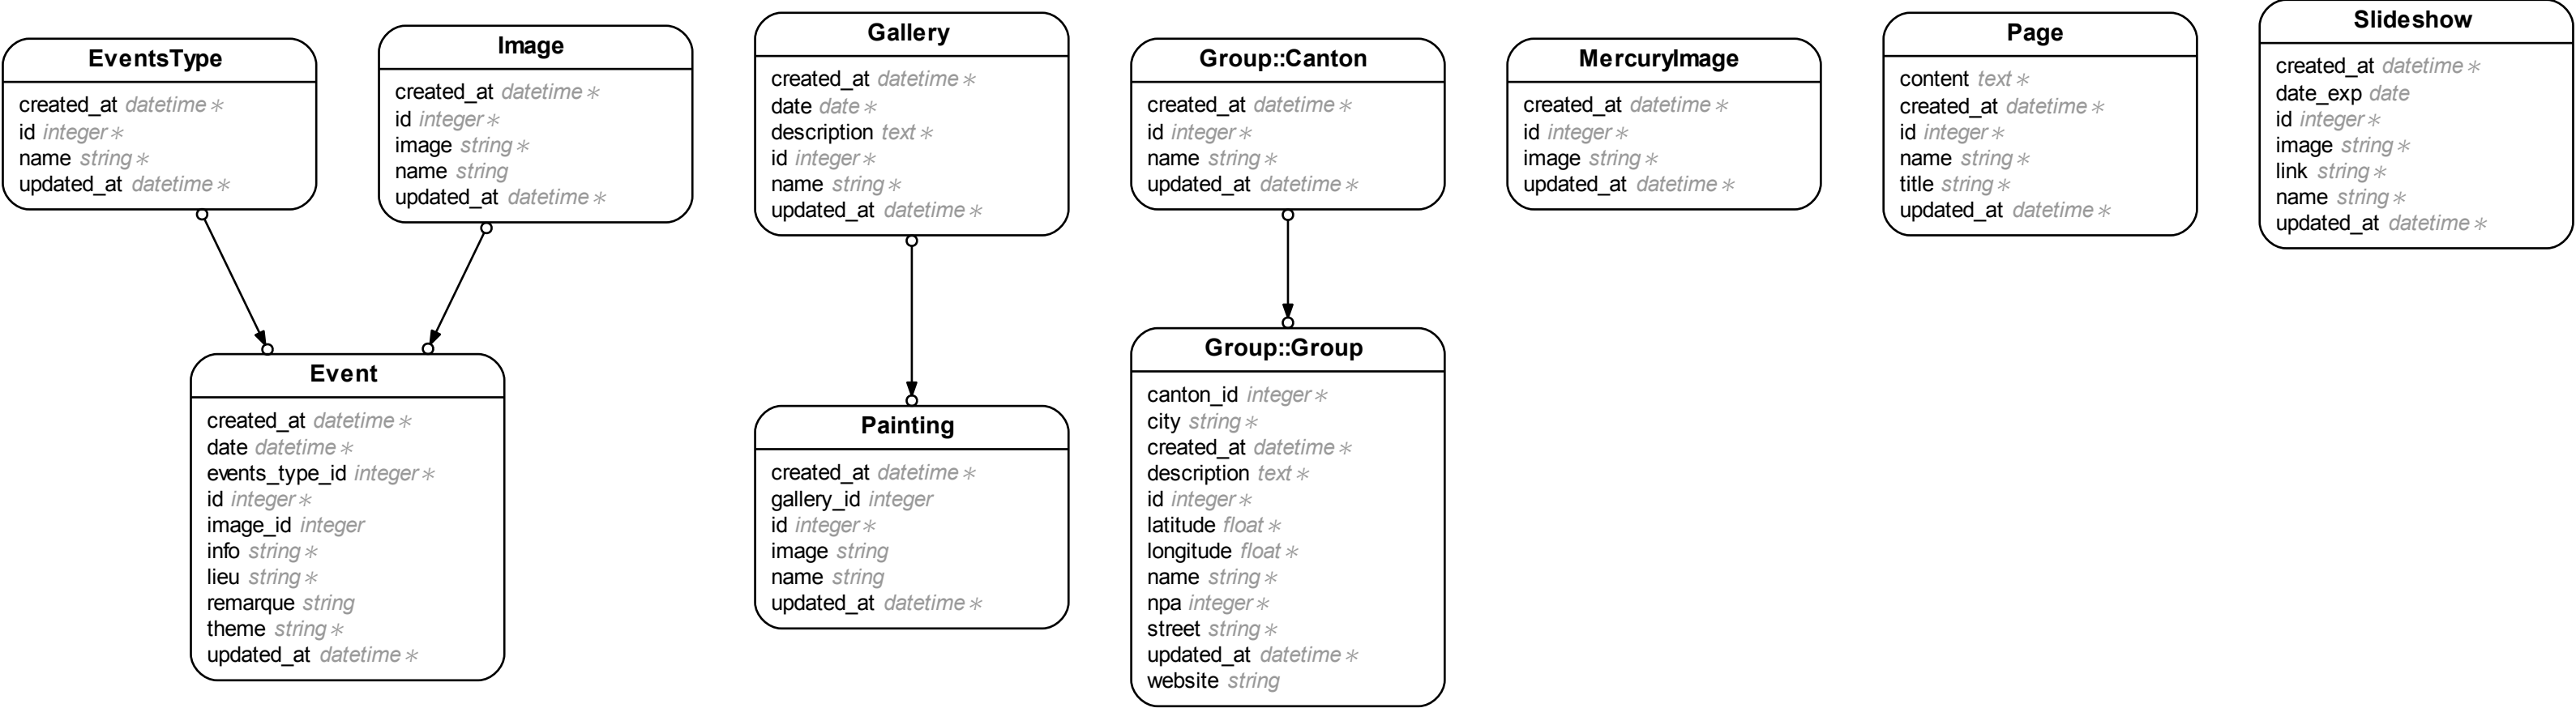 EventsType
created_at datetime *
id integer *
name string *
updated_at datetime *
Image
created_at datetime *
id integer *
image string *
name string
updated_at datetime *
Gallery
created_at datetime *
date date *
description text *
id integer *
name string *
updated_at datetime *
Group::Canton
created_at datetime *
id integer *
name string *
updated_at datetime *
MercuryImage
created_at datetime *
id integer *
image string *
updated_at datetime *
Page
content text *
created_at datetime *
id integer *
name string *
title string *
updated_at datetime *
Slideshow
created_at datetime *
date_exp date
id integer *
image string *
link string *
name string *
updated_at datetime *
Event
created_at datetime *
date datetime *
events_type_id integer *
id integer *
image_id integer
info string *
lieu string *
remarque string
theme string *
updated_at datetime *
Painting
created_at datetime *
gallery_id integer
id integer *
image string
name string
updated_at datetime *
Group::Group
canton_id integer *
city string *
created_at datetime *
description text *
id integer *
latitude float *
longitude float *
name string *
npa integer *
street string *
updated_at datetime *
website string